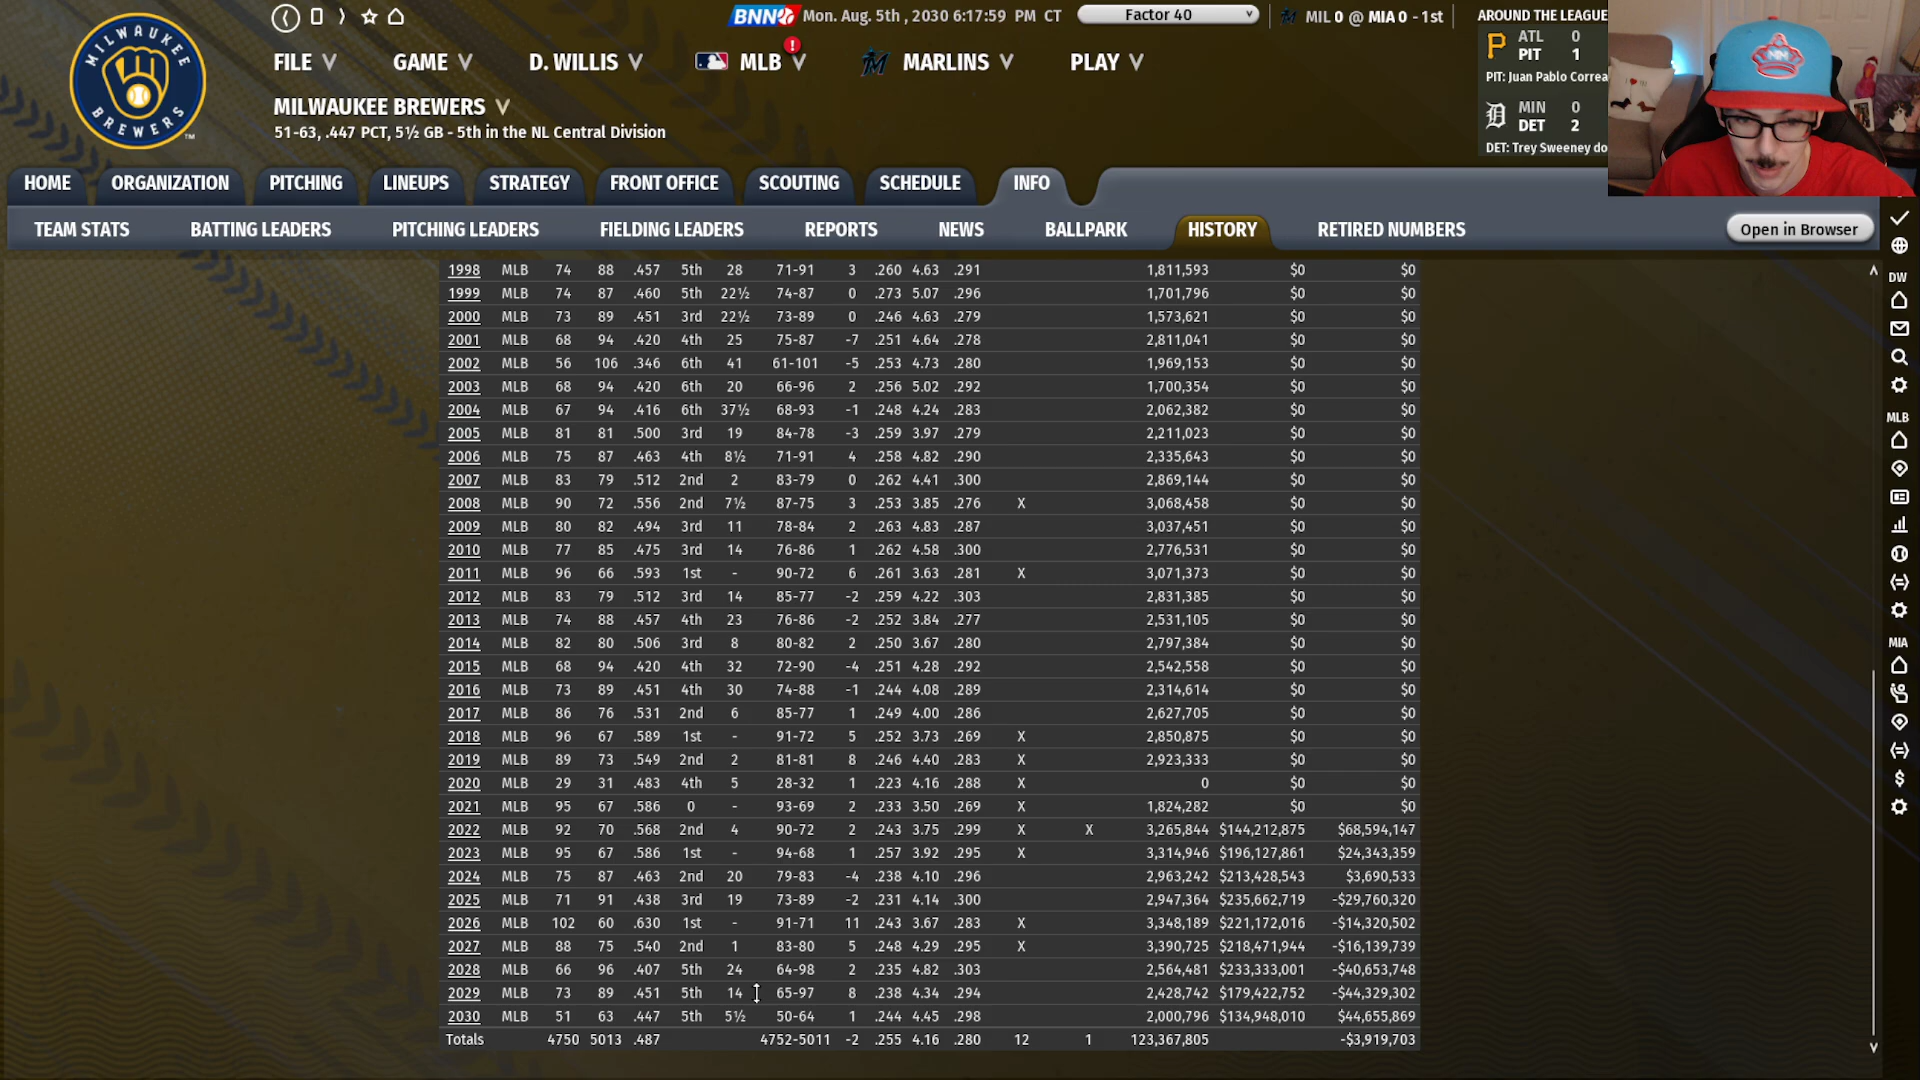 BNN Mon. Aug. 5th , 2030 6:17:59 PM CT
Factor 40
MIL 0 @ MIA 0 - 1st
AROUND THE LEAGUE
ATL 0
PIT 1
PIT: Juan Pablo Correa
MIN 0
DET 2
DET: Trey Sweeney do
MILWAUKEE BREWERS
FILE GAME D. WILLIS MLB MARLINS PLAY
MILWAUKEE BREWERS
51-63, .447 PCT, 5½ GB - 5th in the NL Central Division
HOME ORGANIZATION PITCHING LINEUPS STRATEGY FRONT OFFICE SCOUTING SCHEDULE INFO
TEAM STATS BATTING LEADERS PITCHING LEADERS FIELDING LEADERS REPORTS NEWS BALLPARK HISTORY RETIRED NUMBERS Open in Browser
1998 MLB 74 88 .457 5th 28 71-91 3 .260 4.63 .291 1,811,593 $0 $0
1999 MLB 74 87 .460 5th 22½ 74-87 0 .273 5.07 .296 1,701,796 $0 $0
2000 MLB 73 89 .451 3rd 22½ 73-89 0 .246 4.63 .279 1,573,621 $0 $0
2001 MLB 68 94 .420 4th 25 75-87 -7 .251 4.64 .278 2,811,041 $0 $0
2002 MLB 56 106 .346 6th 41 61-101 -5 .253 4.73 .280 1,969,153 $0 $0
2003 MLB 68 94 .420 6th 20 66-96 2 .256 5.02 .292 1,700,354 $0 $0
2004 MLB 67 94 .416 6th 37½ 68-93 -1 .248 4.24 .283 2,062,382 $0 $0
2005 MLB 81 81 .500 3rd 19 84-78 -3 .259 3.97 .279 2,211,023 $0 $0
2006 MLB 75 87 .463 4th 8½ 71-91 4 .258 4.82 .290 2,335,643 $0 $0
2007 MLB 83 79 .512 2nd 2 83-79 0 .262 4.41 .300 2,869,144 $0 $0
2008 MLB 90 72 .556 2nd 7½ 87-75 3 .253 3.85 .276 X 3,068,458 $0 $0
2009 MLB 80 82 .494 3rd 11 78-84 2 .263 4.83 .287 3,037,451 $0 $0
2010 MLB 77 85 .475 3rd 14 76-86 1 .262 4.58 .300 2,776,531 $0 $0
2011 MLB 96 66 .593 1st - 90-72 6 .261 3.63 .281 X 3,071,373 $0 $0
2012 MLB 83 79 .512 3rd 14 85-77 -2 .259 4.22 .303 2,831,385 $0 $0
2013 MLB 74 88 .457 4th 23 76-86 -2 .252 3.84 .277 2,531,105 $0 $0
2014 MLB 82 80 .506 3rd 8 80-82 2 .250 3.67 .280 2,797,384 $0 $0
2015 MLB 68 94 .420 4th 32 72-90 -4 .251 4.28 .292 2,542,558 $0 $0
2016 MLB 73 89 .451 4th 30 74-88 -1 .244 4.08 .289 2,314,614 $0 $0
2017 MLB 86 76 .531 2nd 6 85-77 1 .249 4.00 .286 2,627,705 $0 $0
2018 MLB 96 67 .589 1st - 91-72 5 .252 3.73 .269 X 2,850,875 $0 $0
2019 MLB 89 73 .549 2nd 2 81-81 8 .246 4.40 .283 X 2,923,333 $0 $0
2020 MLB 29 31 .483 4th 5 28-32 1 .223 4.16 .288 X 0 $0 $0
2021 MLB 95 67 .586 0 - 93-69 2 .233 3.50 .269 X 1,824,282 $0 $0
2022 MLB 92 70 .568 2nd 4 90-72 2 .243 3.75 .299 X X 3,265,844 $144,212,875 $68,594,147
2023 MLB 95 67 .586 1st - 94-68 1 .257 3.92 .295 X 3,314,946 $196,127,861 $24,343,359
2024 MLB 75 87 .463 2nd 20 79-83 -4 .238 4.10 .296 2,963,242 $213,428,543 $3,690,533
2025 MLB 71 91 .438 3rd 19 73-89 -2 .231 4.14 .300 2,947,364 $235,662,719 -$29,760,320
2026 MLB 102 60 .630 1st - 91-71 11 .243 3.67 .283 X 3,348,189 $221,172,016 -$14,320,502
2027 MLB 88 75 .540 2nd 1 83-80 5 .248 4.29 .295 X 3,390,725 $218,471,944 -$16,139,739
2028 MLB 66 96 .407 5th 24 64-98 2 .235 4.82 .303 2,564,481 $233,333,001 -$40,653,748
2029 MLB 73 89 .451 5th 14 65-97 8 .238 4.34 .294 2,428,742 $179,422,752 -$44,329,302
2030 MLB 51 63 .447 5th 5½ 50-64 1 .244 4.45 .298 2,000,796 $134,948,010 $44,655,869
Totals 4750 5013 .487 4752-5011 -2 .255 4.16 .280 12 1 123,367,805 -$3,919,703
DW
MLB
MIA